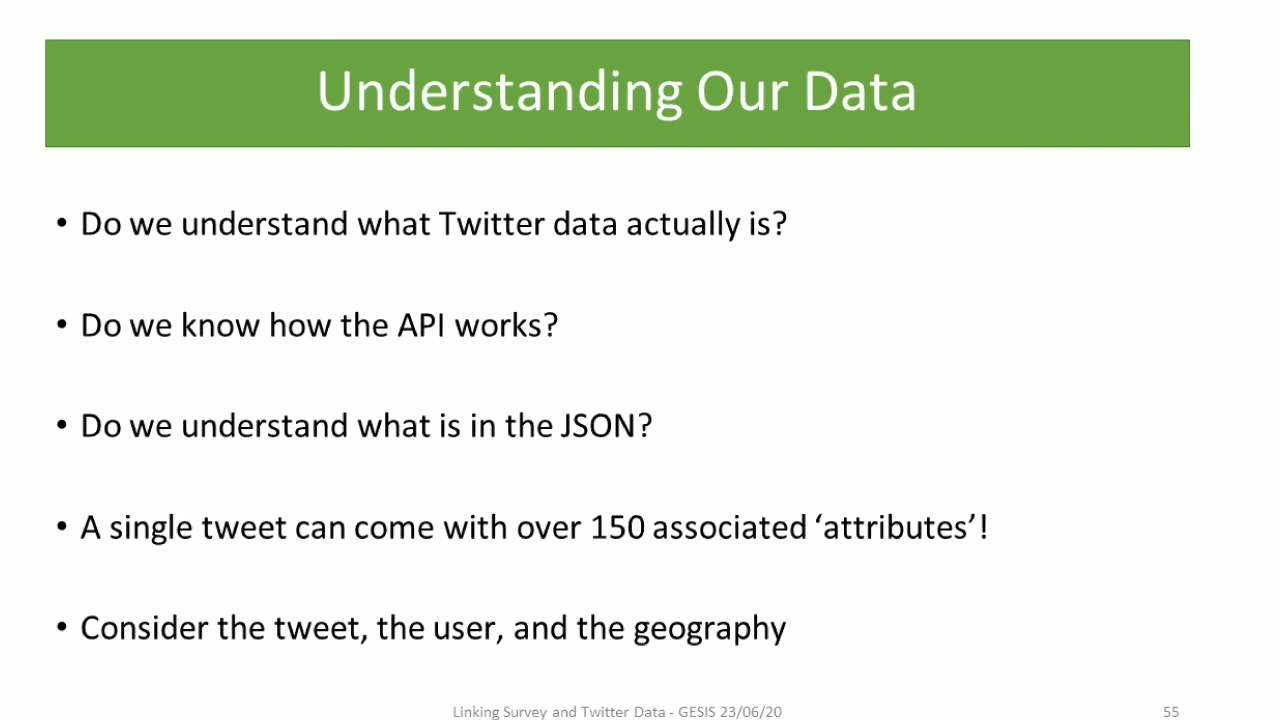 Understanding Our Data
• Do we understand what Twitter data actually is?
• Do we know how the API works?
• Do we understand what is in the JSON?
• A single tweet can come with over 150 associated ‘attributes’!
• Consider the tweet, the user, and the geography
Linking Survey and Twitter Data - GESIS 23/06/20
55